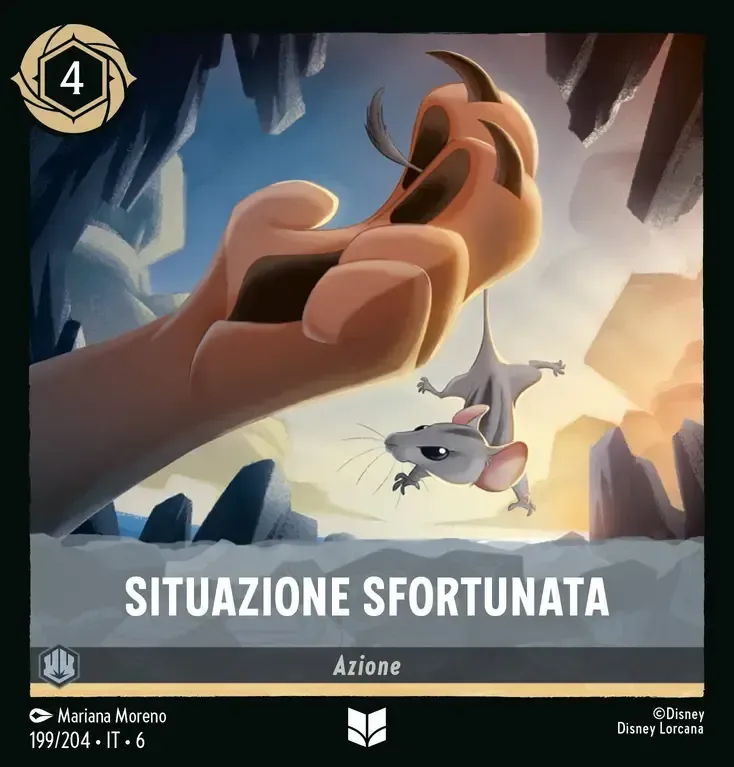 4
SITUAZIONE SFORTUNATA
Azione
Mariana Moreno
199/204 • IT • 6
©Disney
Disney Lorcana